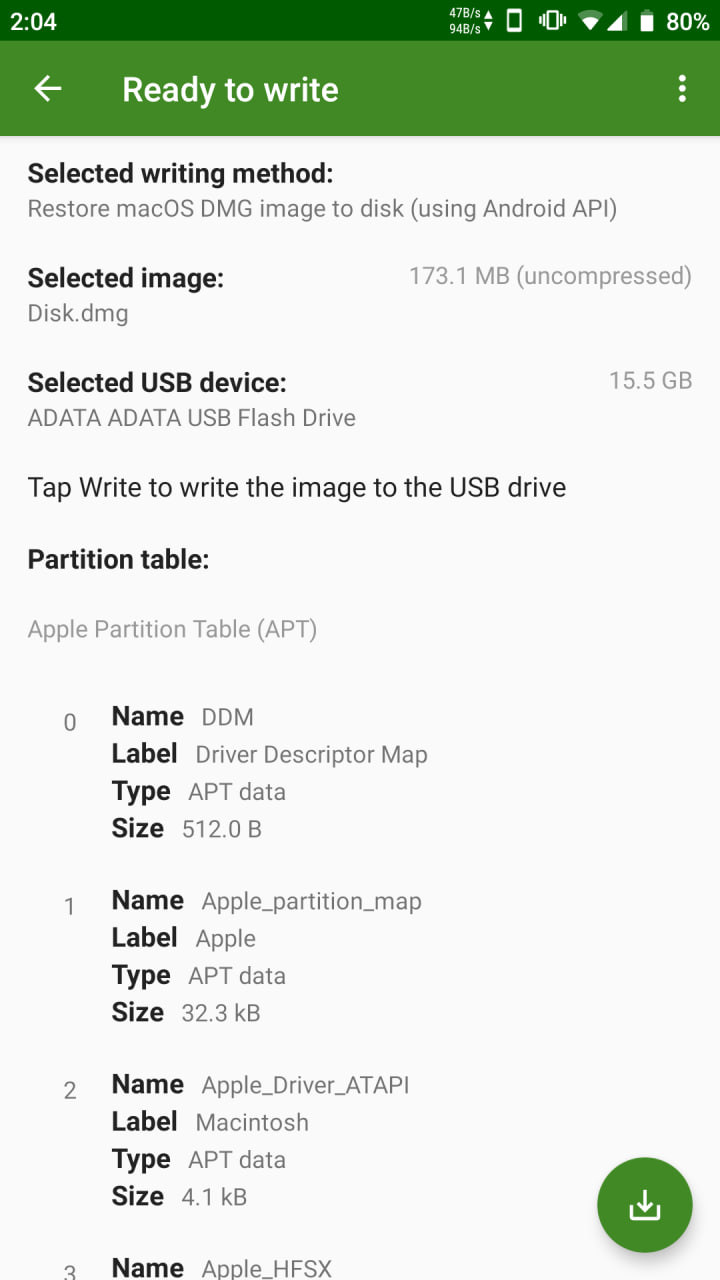 2:04
47B/s
94B/s
80%
Ready to write
Selected writing method:
Restore macOS DMG image to disk (using Android API)
Selected image:
173.1 MB (uncompressed)
Disk.dmg
Selected USB device:
15.5 GB
ADATA ADATA USB Flash Drive
Tap Write to write the image to the USB drive
Partition table:
Apple Partition Table (APT)
0
Name DDM
Label Driver Descriptor Map
Type APT data
Size 512.0 B
1
Name Apple_partition_map
Label Apple
Type APT data
Size 32.3 kB
2
Name Apple_Driver_ATAPI
Label Macintosh
Type APT data
Size 4.1 kB
3
Name Apple_HFSX